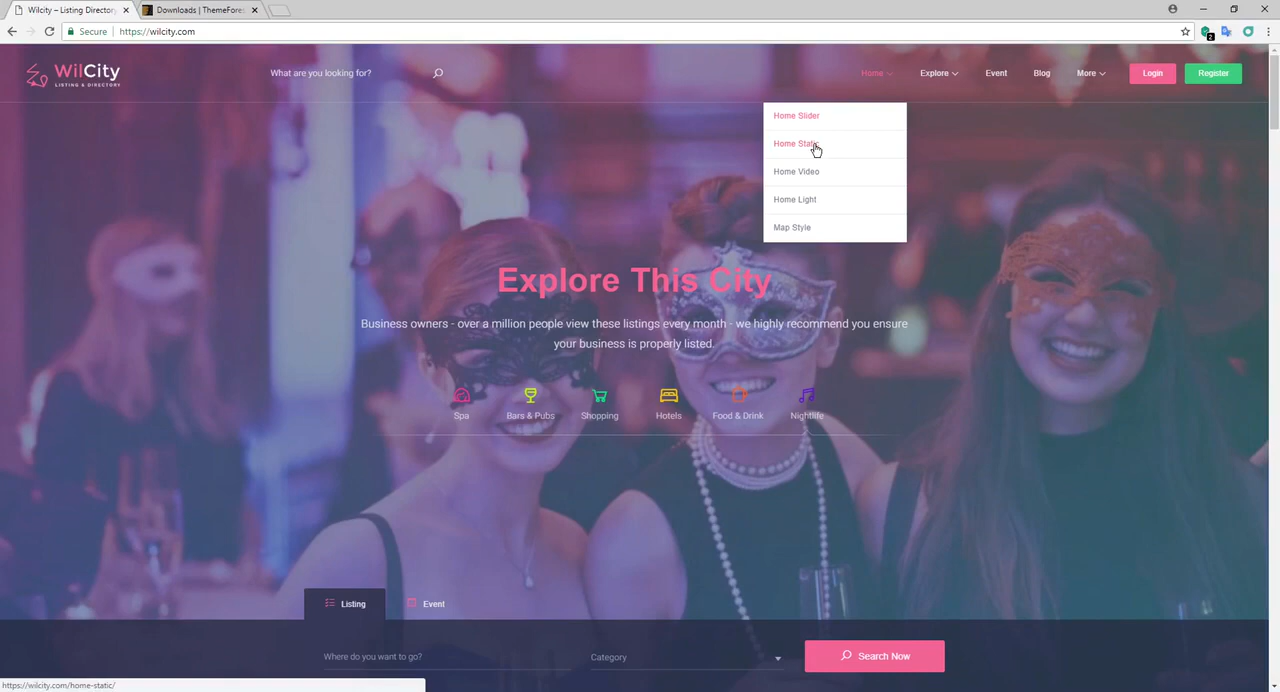 Wilcity – Listing Directory
Downloads | ThemeFores
Secure
https://wilcity.com
2
WilCity
LISTING & DIRECTORY
What are you looking for?
Home
Explore
Event
Blog
More
Login
Register
Home Slider
Home Static
Home Video
Home Light
Map Style
Explore This City
Business owners - over a million people view these listings every month - we highly recommend you ensure
your business is properly listed.
Spa
Bars & Pubs
Shopping
Hotels
Food & Drink
Nightlife
Listing
Event
Where do you want to go?
Category
Search Now
https://wilcity.com/home-static/